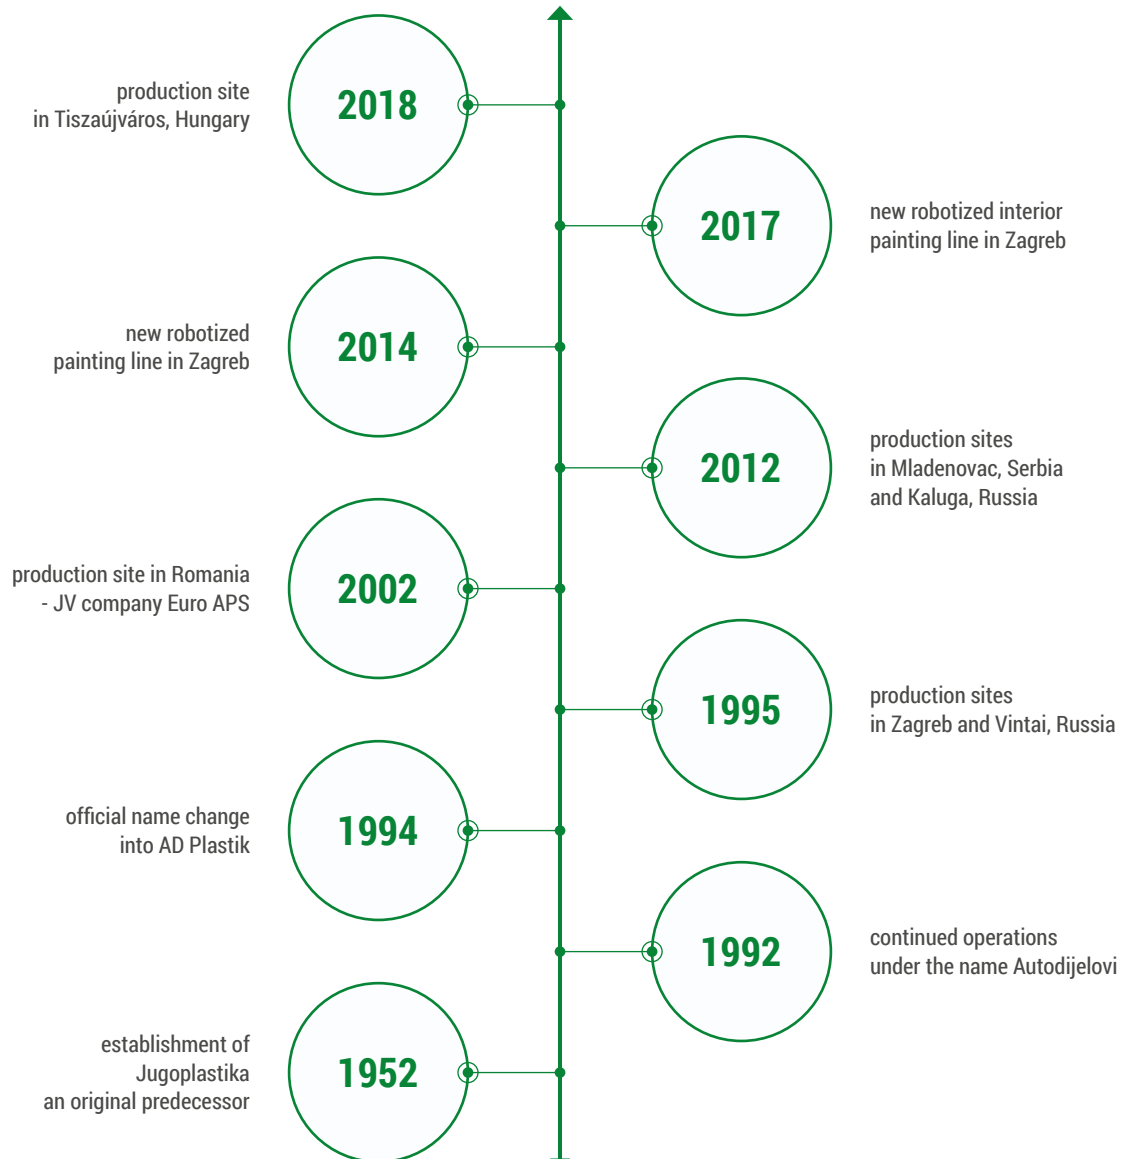 2018
production site
in Tiszaújváros, Hungary
2017
new robotized interior
painting line in Zagreb
2014
new robotized
painting line in Zagreb
2012
production sites
in Mladenovac, Serbia
and Kaluga, Russia
2002
production site in Romania
- JV company Euro APS
1995
production sites
in Zagreb and Vintai, Russia
1994
official name change
into AD Plastik
1992
continued operations
under the name Autodijelovi
1952
establishment of
Jugoplastika
an original predecessor